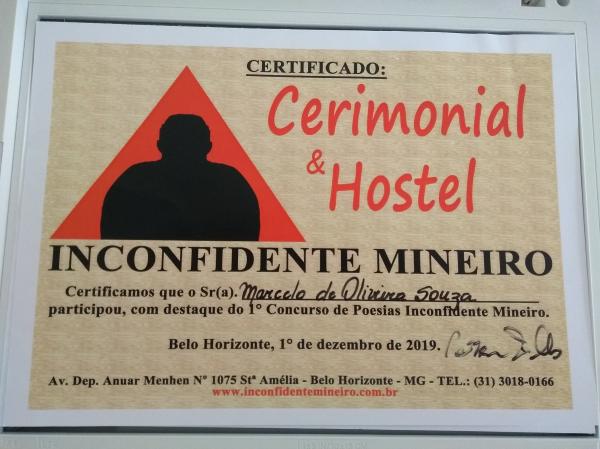 CERTIFICADO:
Cerimonial
& Hostel
INCONFIDENTE MINEIRO
Certificamos que o Sr(a). Marcelo de Oliveira Souza
participou, com destaque do 1° Concurso de Poesias Inconfidente Mineiro.
Belo Horizonte, 1° de dezembro de 2019.
Av. Dep. Anuar Menhen Nº 1075 Stª Amélia - Belo Horizonte - MG - TEL.: (31) 3018-0166
www.inconfidentemineiro.com.br